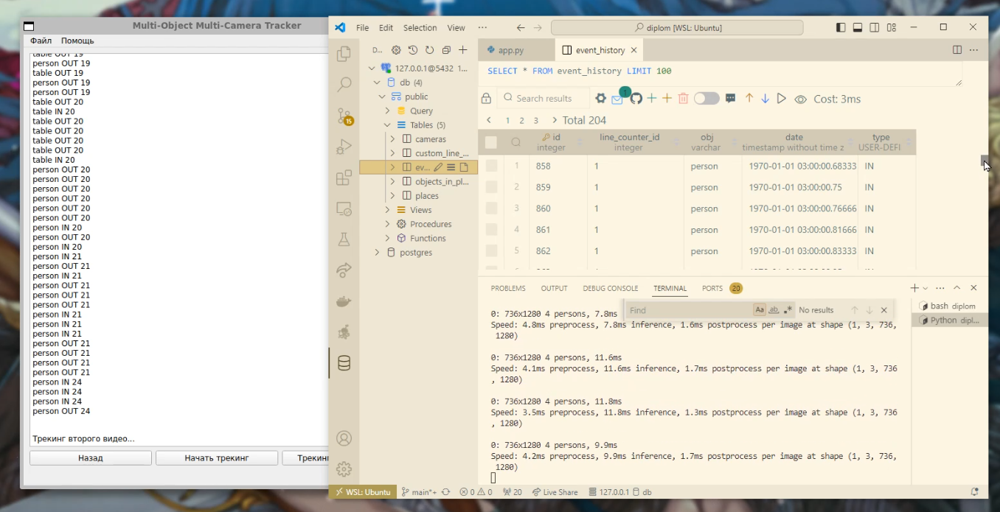 Multi-Object Multi-Camera Tracker
Файл Помощь
table OUT 19
person OUT 19
table OUT 19
person OUT 19
person OUT 19
table OUT 20
table IN 20
table OUT 20
table OUT 20
table OUT 20
table OUT 20
table IN 20
person OUT 20
person OUT 20
person OUT 20
person OUT 20
person OUT 20
person OUT 20
person IN 20
person OUT 20
person IN 20
person IN 21
person OUT 21
person IN 21
person OUT 21
person OUT 21
person OUT 21
person IN 21
person IN 21
person IN 21
person OUT 21
person OUT 21
person OUT 21
person OUT 21
person IN 24
person IN 24
person IN 24
person OUT 24
Трекинг второго видео...
Назад Начать трекинг Трекин
File Edit Selection View ··· diplom [WSL: Ubuntu]
D...
127.0.0.1@5432 1...
db (4)
public
Query
Tables (5)
cameras
custom_line_...
ev...
objects_in_pl...
places
Views
Procedures
Functions
postgres
15
app.py event_history
SELECT * FROM event_history LIMIT 100
Search results 1 Cost: 3ms
1 2 3 Total 204
id line_counter_id obj date type
integer integer varchar timestamp without time z USER-DEFI
1 858 1 person 1970-01-01 03:00:00.68333 IN
2 859 1 person 1970-01-01 03:00:00.75 IN
3 860 1 person 1970-01-01 03:00:00.76666 IN
4 861 1 person 1970-01-01 03:00:00.81666 IN
5 862 1 person 1970-01-01 03:00:00.83333 IN
PROBLEMS OUTPUT DEBUG CONSOLE TERMINAL PORTS 20
Find Aa ab .* No results
bash diplom
Python dipl...
0: 736x1280 4 persons, 7.8ms
Speed: 4.8ms preprocess, 7.8ms inference, 1.6ms postprocess per image at shape (1, 3, 736,
1280)
0: 736x1280 4 persons, 11.6ms
Speed: 4.1ms preprocess, 11.6ms inference, 1.7ms postprocess per image at shape (1, 3, 736
, 1280)
0: 736x1280 4 persons, 11.8ms
Speed: 3.5ms preprocess, 11.8ms inference, 1.3ms postprocess per image at shape (1, 3, 736
, 1280)
0: 736x1280 4 persons, 9.9ms
Speed: 4.2ms preprocess, 9.9ms inference, 1.7ms postprocess per image at shape (1, 3, 736,
1280)
WSL: Ubuntu main*+ 0 0 20 Live Share 127.0.0.1 db